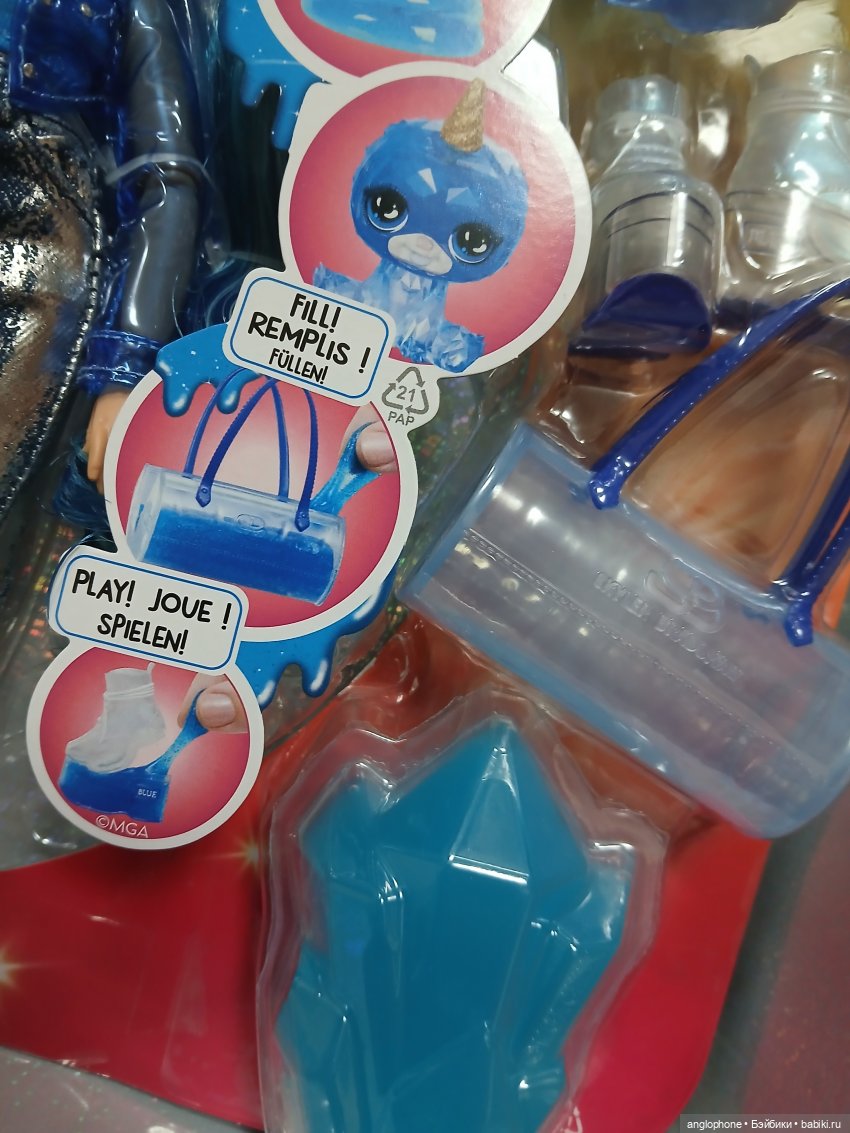 FILL!
REMPLIS !
FÜLLEN!
21
PAP
PLAY! JOUE !
SPIELEN!
BLUE
©MGA
anglophone • Бэйбики • babiki.ru